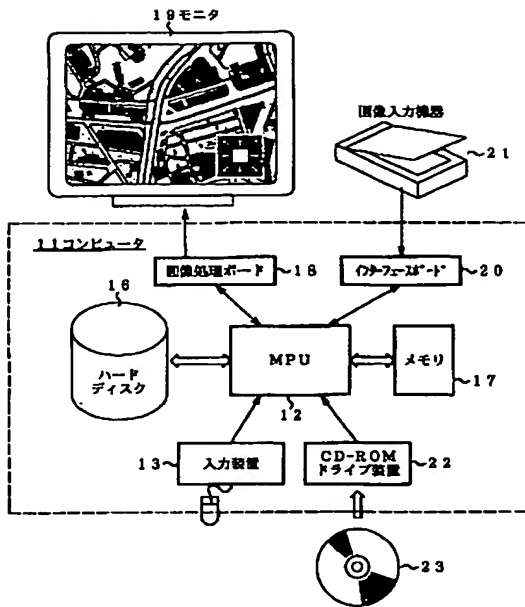 19モニタ
画像入力機器
21
11コンピュータ
画像処理ボード
18
インターフェースボード
20
16
ハード
ディスク
MPU
12
メモリ
17
13
入力装置
CD-ROM
ドライブ装置
22
23